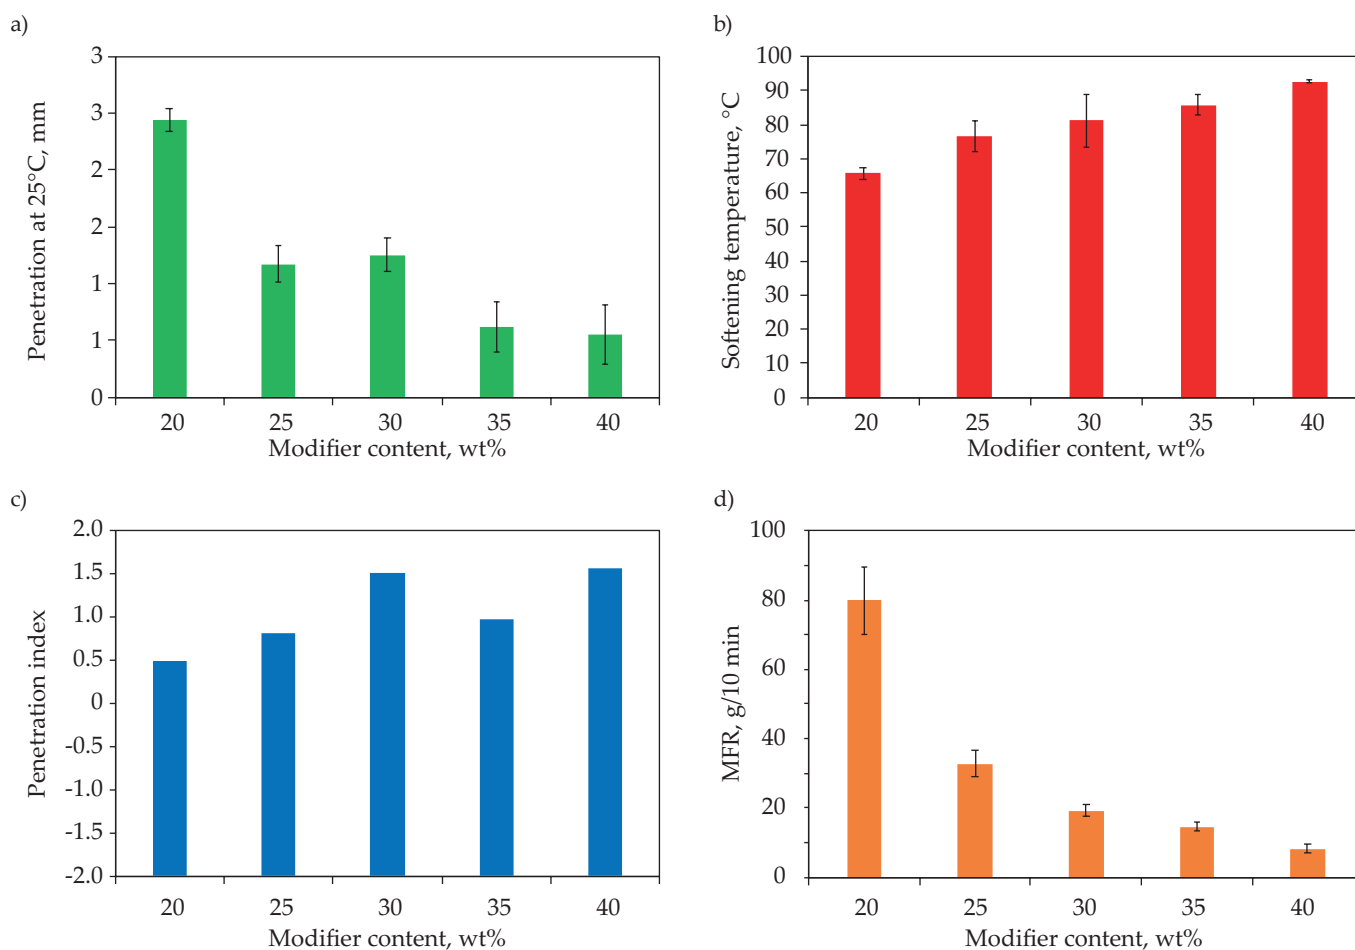 a)
3
3
2
2
1
1
0
Penetration at 25°C, mm
20 25 30 35 40
Modifier content, wt%
b)
100
90
80
70
60
50
40
30
20
10
0
Softening temperature, °C
20 25 30 35 40
Modifier content, wt%
c)
2.0
1.5
1.0
0.5
0
-0.5
-1.0
-1.5
-2.0
Penetration index
20 25 30 35 40
Modifier content, wt%
d)
100
80
60
40
20
0
MFR, g/10 min
20 25 30 35 40
Modifier content, wt%